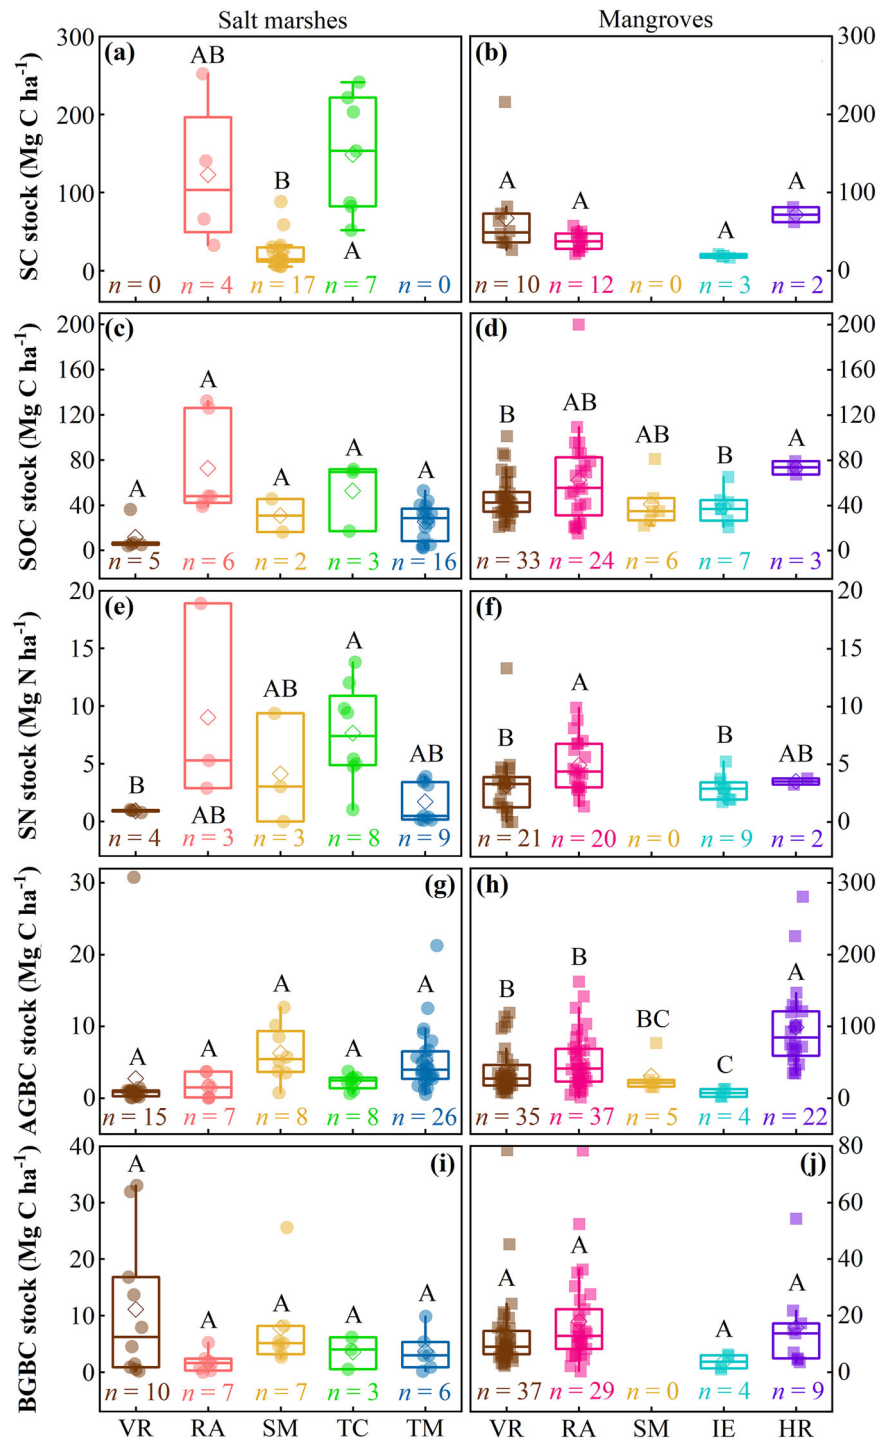 Salt marshes Mangroves
SC stock (Mg C ha⁻¹)
300 (a) (b) 300
200 200
100 100
0 0
AB B A A A A A
n = 0 n = 4 n = 17 n = 7 n = 0 n = 10 n = 12 n = 0 n = 3 n = 2
SOC stock (Mg C ha⁻¹)
200 (c) (d) 200
160 160
120 120
80 80
40 40
0 0
A A A A A B AB AB B A
n = 5 n = 6 n = 2 n = 3 n = 16 n = 33 n = 24 n = 6 n = 7 n = 3
SN stock (Mg N ha⁻¹)
20 (e) (f) 20
15 15
10 10
5 5
0 0
B AB AB A AB B A B AB
n = 4 n = 3 n = 3 n = 8 n = 9 n = 21 n = 20 n = 0 n = 9 n = 2
AGBC stock (Mg C ha⁻¹)
30 (g) (h) 300
20 200
10 100
0 0
A A A A A B B BC C A
n = 15 n = 7 n = 8 n = 8 n = 26 n = 35 n = 37 n = 5 n = 4 n = 22
BGBC stock (Mg C ha⁻¹)
40 (i) (j) 80
30 60
20 40
10 20
0 0
A A A A A A A A A
n = 10 n = 7 n = 7 n = 3 n = 6 n = 37 n = 29 n = 0 n = 4 n = 9
VR RA SM TC TM VR RA SM IE HR